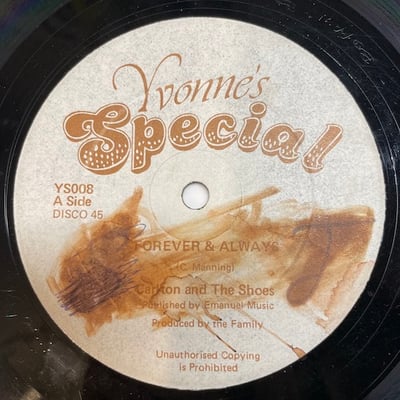 Yvonne's
Special
YS008
A Side
DISCO 45
FOREVER & ALWAYS
(C. Manning)
Carlton and The Shoes
Published by Emanuel Music
Produced by the Family
Unauthorised Copying
is Prohibited